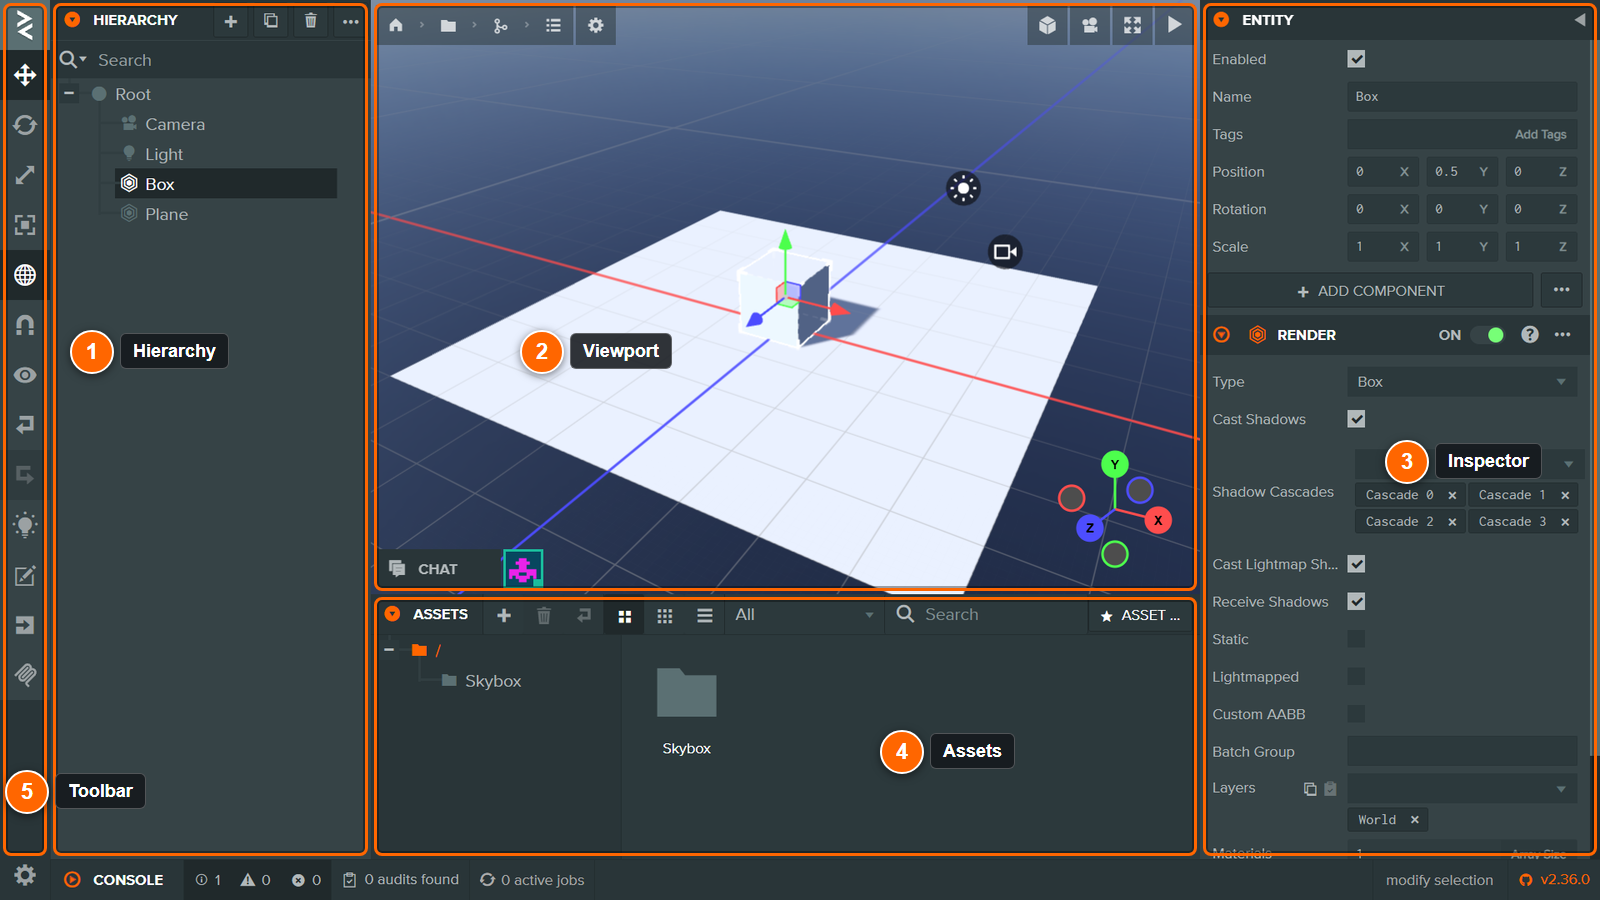 HIERARCHY
Search
Root
Camera
Light
Box
Plane
1 Hierarchy
5 Toolbar
2 Viewport
Y
X
Z
CHAT
ASSETS
All
Search
ASSET ...
/
Skybox
Skybox
4 Assets
ENTITY
Enabled
Name Box
Tags Add Tags
Position 0 X 0.5 Y 0 Z
Rotation 0 X 0 Y 0 Z
Scale 1 X 1 Y 1 Z
ADD COMPONENT
RENDER ON ?
Type Box
Cast Shadows
3 Inspector
Shadow Cascades
Cascade 0 × Cascade 1 ×
Cascade 2 × Cascade 3 ×
Cast Lightmap Sh...
Receive Shadows
Static
Lightmapped
Custom AABB
Batch Group
Layers
World ×
Materials 1 Array Size
CONSOLE 1 0 0 0 audits found 0 active jobs
modify selection v2.36.0